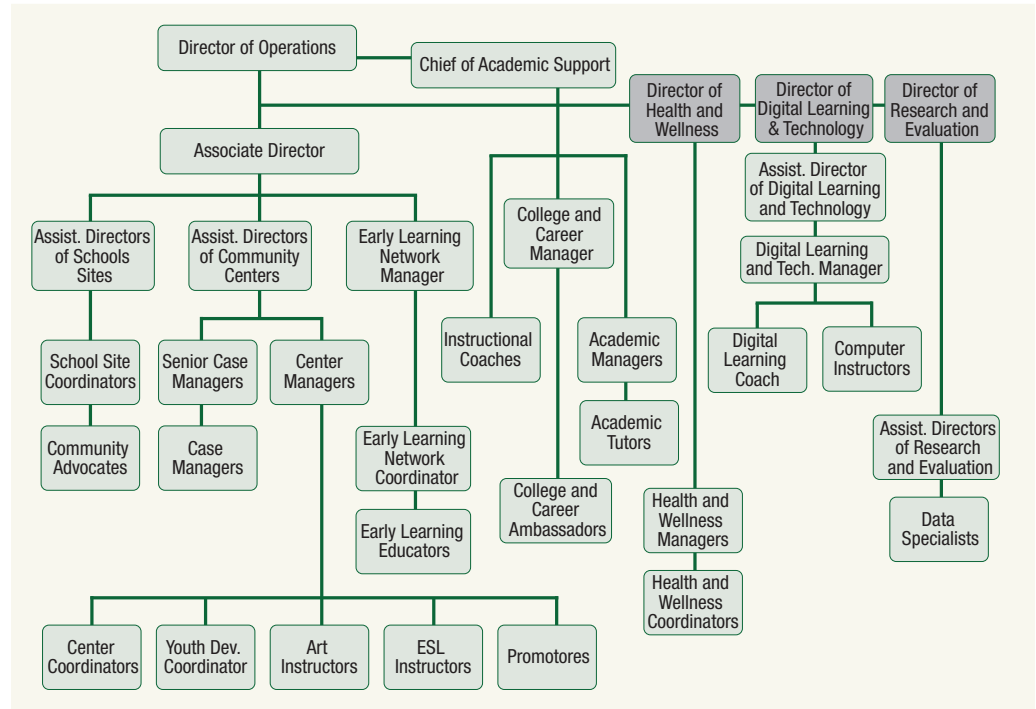 Director of Operations
Chief of Academic Support
Director of
Health and
Wellness
Director of
Digital Learning
& Technology
Director of
Research and
Evaluation
Associate Director
Assist. Director
of Digital Learning
and Technology
Assist. Directors
of Schools
Sites
Assist. Directors
of Community
Centers
Early Learning
Network
Manager
College and
Career
Manager
Digital Learning
and Tech. Manager
School Site
Coordinators
Senior Case
Managers
Center
Managers
Instructional
Coaches
Academic
Managers
Digital
Learning
Coach
Computer
Instructors
Community
Advocates
Case
Managers
Early Learning
Network
Coordinator
Academic
Tutors
Assist. Directors
of Research
and Evaluation
Early Learning
Educators
College and
Career
Ambassadors
Health and
Wellness
Managers
Data
Specialists
Health and
Wellness
Coordinators
Center
Coordinators
Youth Dev.
Coordinator
Art
Instructors
ESL
Instructors
Promotores